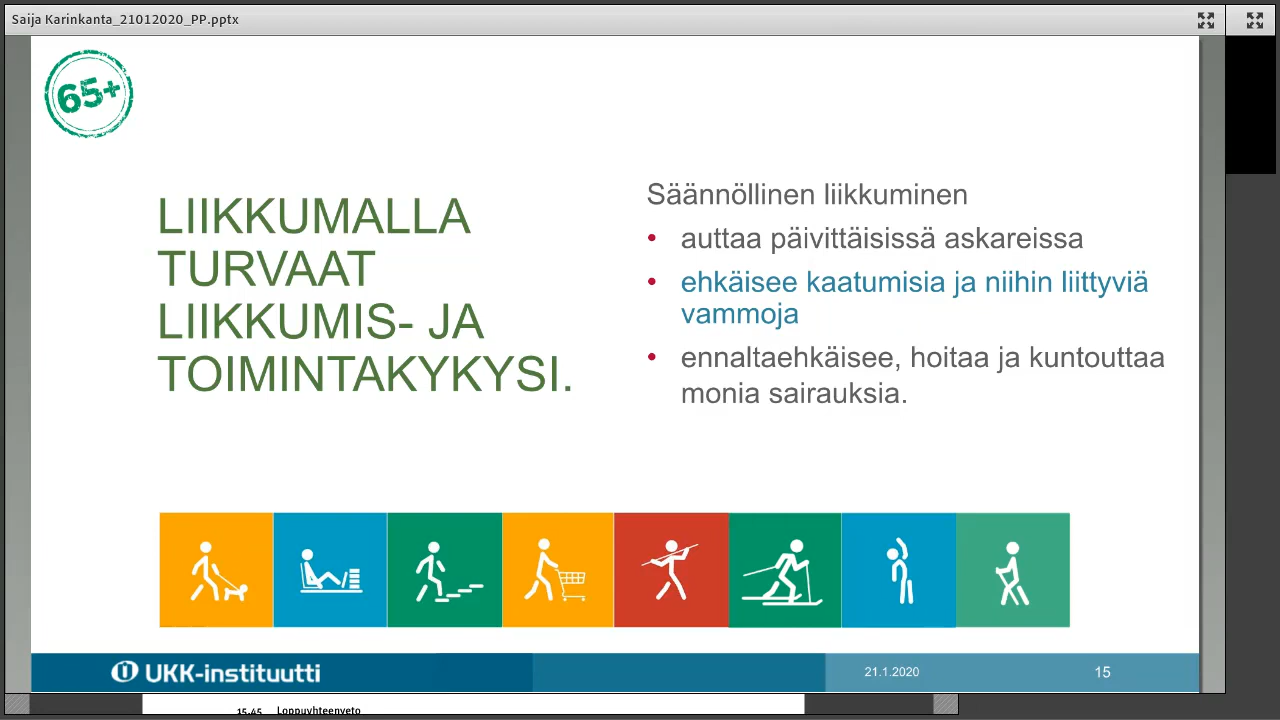 Saija Karinkanta_21012020_PP.pptx
65+
LIIKKUMALLA
TURVAAT
LIIKKUMIS- JA
TOIMINTAKYKYSI.
Säännöllinen liikkuminen
• auttaa päivittäisissä askareissa
• ehkäisee kaatumisia ja niihin liittyviä
vammoja
• ennaltaehkäisee, hoitaa ja kuntouttaa
monia sairauksia.
UKK-instituutti
21.1.2020
15
15.45 Loppuyhteenveto